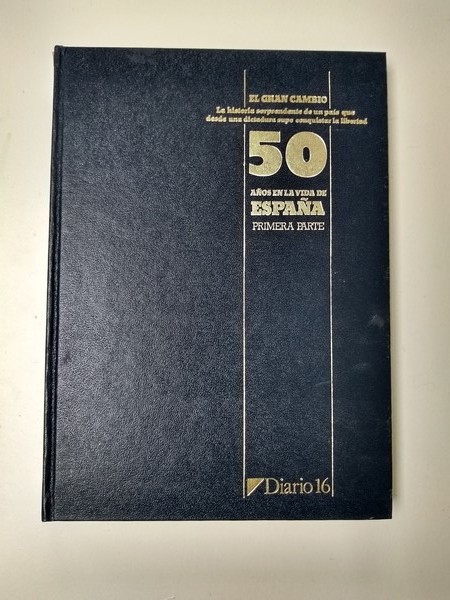 EL GRAN CAMBIO
La historia sorprendente de un país que
desde una dictadura supo conquistar la libertad
50
AÑOS EN LA VIDA DE
ESPAÑA
PRIMERA PARTE
Diario 16